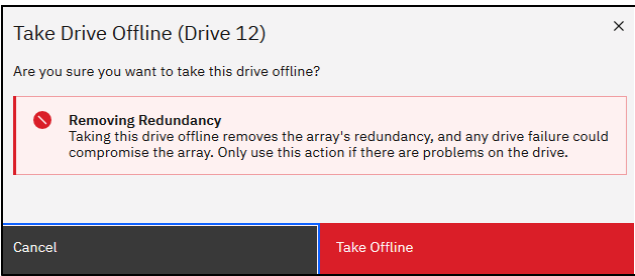 Take Drive Offline (Drive 12)
Are you sure you want to take this drive offline?
Removing Redundancy
Taking this drive offline removes the array's redundancy, and any drive failure could
compromise the array. Only use this action if there are problems on the drive.
Cancel
Take Offline